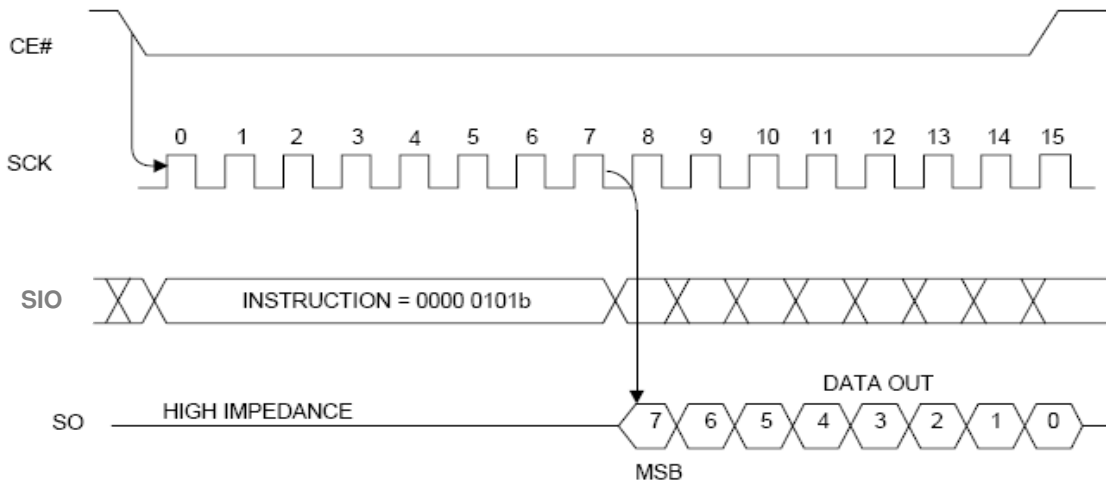 CE#
0 1 2 3 4 5 6 7 8 9 10 11 12 13 14 15
SCK
SIO INSTRUCTION = 0000 0101b
DATA OUT
HIGH IMPEDANCE
SO 7 6 5 4 3 2 1 0
MSB